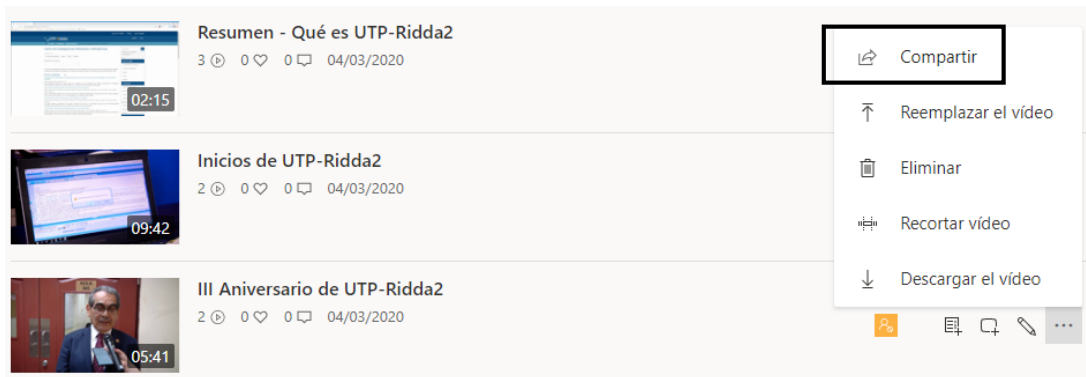 Resumen - Qué es UTP-Ridda2
3 0 0 04/03/2020
02:15
Inicios de UTP-Ridda2
2 0 0 04/03/2020
09:42
III Aniversario de UTP-Ridda2
2 0 0 04/03/2020
05:41
Compartir
Reemplazar el vídeo
Eliminar
Recortar vídeo
Descargar el vídeo